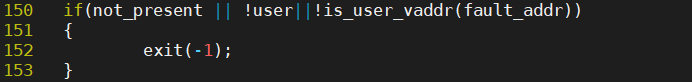 150 if(not_present || !user||!is_user_vaddr(fault_addr))
151 {
152 exit(-1);
153 }